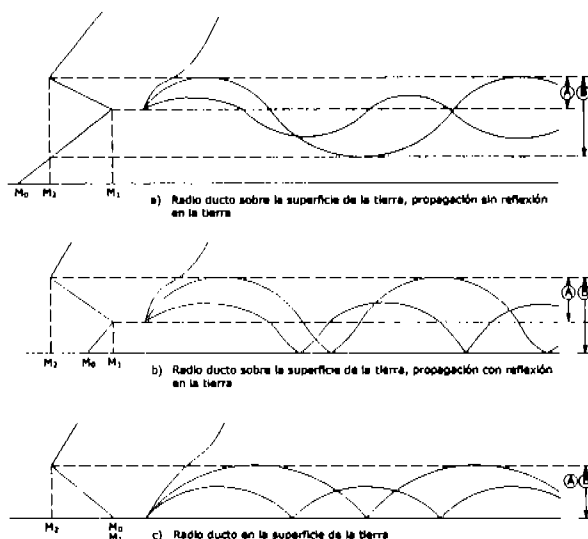 A B
M₀ M₂ M₁
a) Radio ducto sobre la superficie de la tierra, propagación sin reflexión
en la tierra
A B
M₂ M₀ M₁
b) Radio ducto sobre la superficie de la tierra, propagación con reflexión
en la tierra
A B
M₂ M₀
M₁
c) Radio ducto en la superficie de la tierra